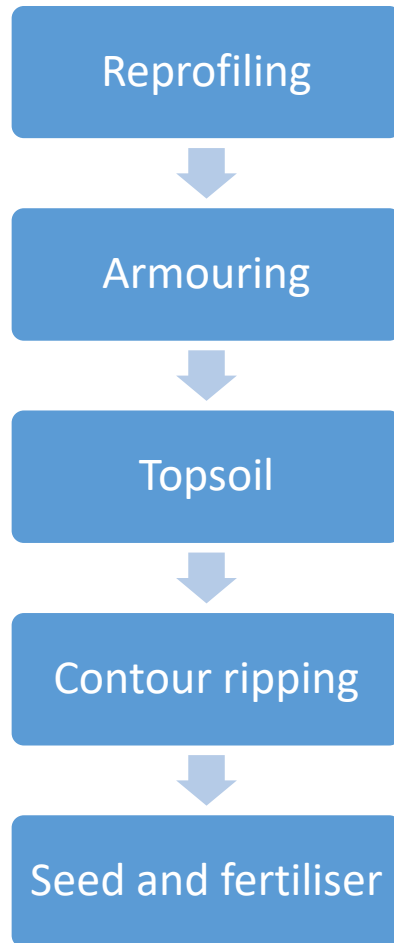 Reprofiling
Armouring
Topsoil
Contour ripping
Seed and fertiliser